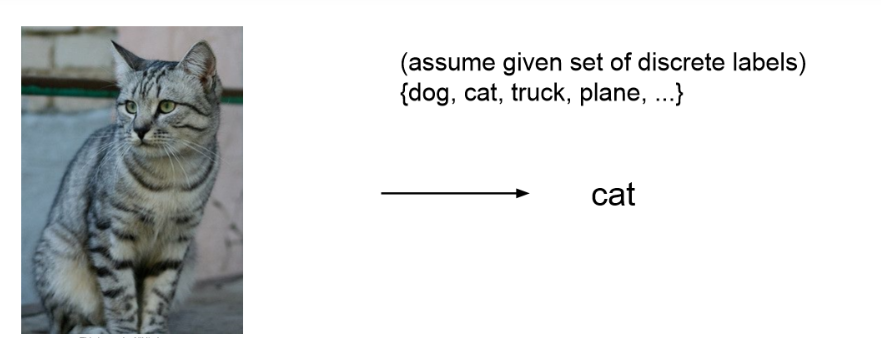 (assume given set of discrete labels)
{dog, cat, truck, plane, ...}
cat